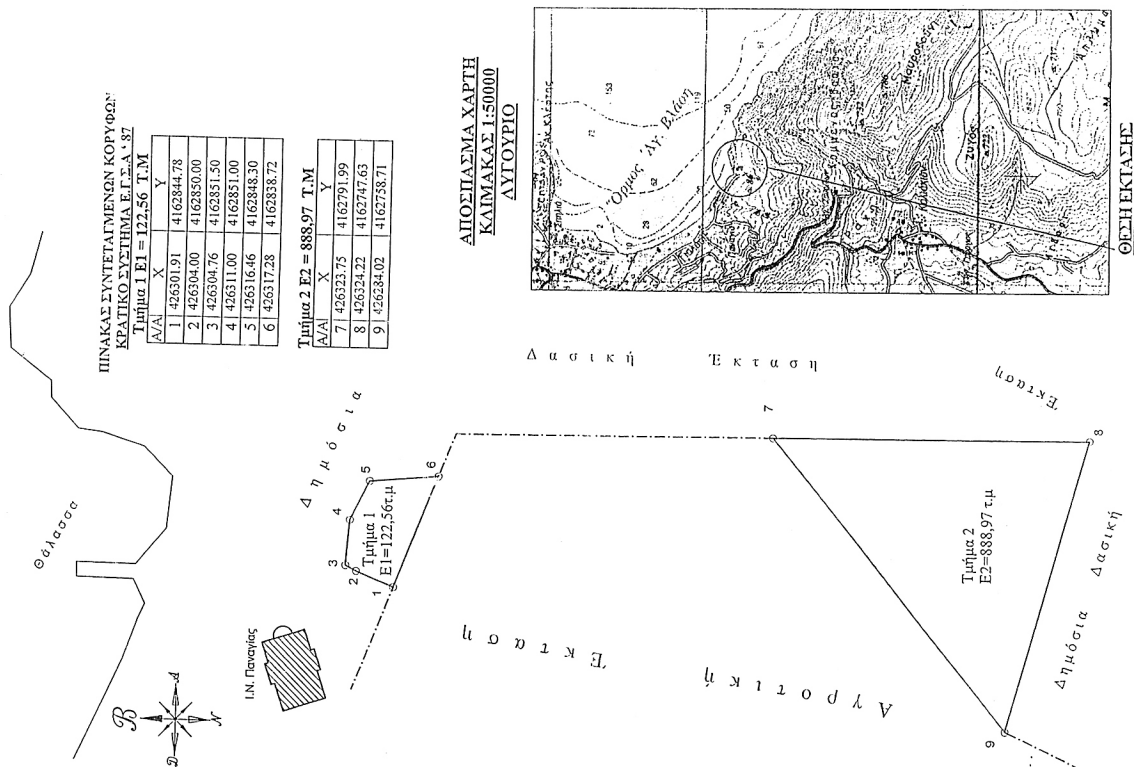 ΠΙΝΑΚΑΣ ΣΥΝΤΕΤΑΓΜΕΝΩΝ ΚΟΡΥΦΩΝ
ΚΡΑΤΙΚΟ ΣΥΣΤΗΜΑ Ε.Γ.Σ.Α ' 87
Τμήμα 1 Ε1 = 122,56 Τ.Μ
Α/Α Χ Υ
1 426301.91 4162844.78
2 426304.00 4162850.00
3 426304.76 4162851.50
4 426311.00 4162851.00
5 426316.46 4162848.30
6 426317.28 4162838.72
Τμήμα 2 Ε2 = 888,97 Τ.Μ
Α/Α Χ Υ
7 426323.75 4162791.99
8 426324.22 4162747.63
9 426284.02 4162758.71
ΑΠΟΣΠΑΣΜΑ ΧΑΡΤΗ
ΚΛΙΜΑΚΑΣ 1:50000
ΛΥΓΟΥΡΙΟ
Όρμος Άγ. Βλάση
ΘΕΣΗ ΕΚΤΑΣΗΣ
Θάλασσα
Β
Δ
Α
Ν
Ι.Ν. Παναγίας
Δημόσια
Δασική
Έκταση
Έκταση
1
2
3
4
5
6
Τμήμα 1
Ε1=122,56τ.μ
7
8
9
Τμήμα 2
Ε2=888,97 τ.μ
Αγροτική
Έκταση
Δημόσια
Δασική